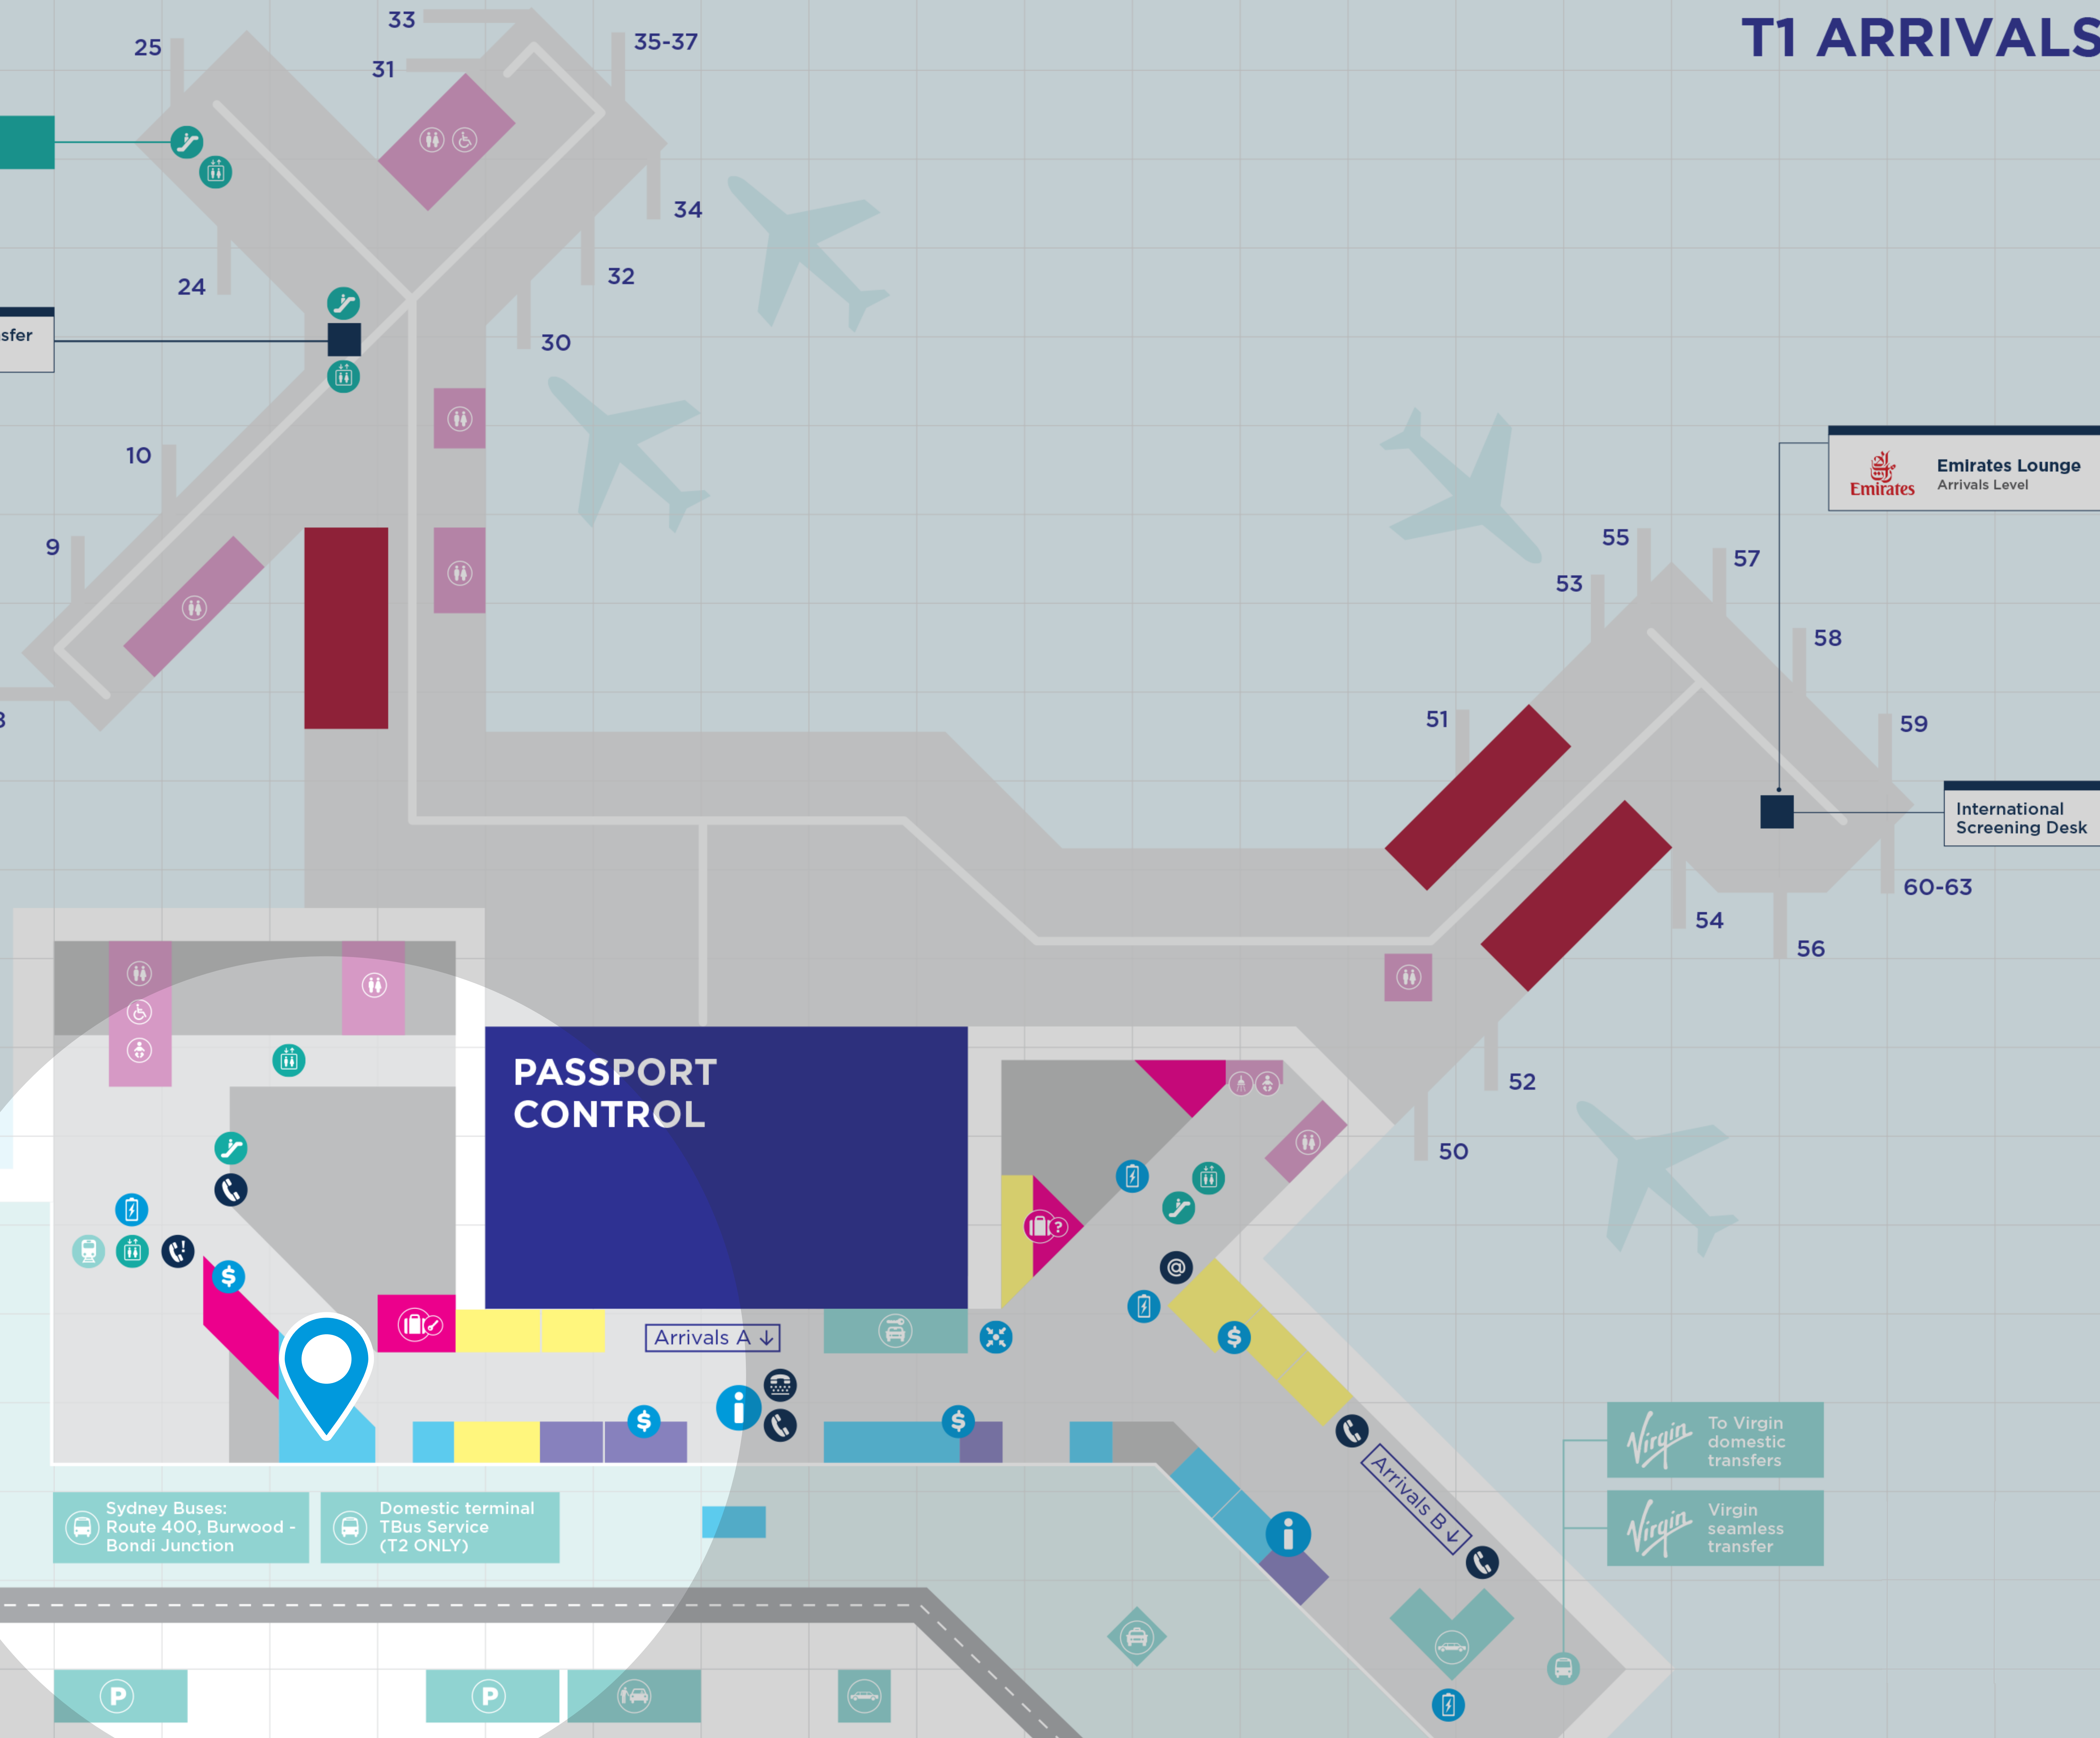 T1 ARRIVALS
33
35-37
25
31
34
24
32
sfer
30
10
Emirates
Emirates Lounge
Arrivals Level
9
55
57
53
58
51
59
International
Screening Desk
60-63
54
56
PASSPORT
CONTROL
52
50
?
!
$
@
Arrivals A ↓
$
i
$
$
Arrivals B ↓
i
Virgin
To Virgin
domestic
transfers
Virgin
Virgin
seamless
transfer
Sydney Buses:
Route 400, Burwood -
Bondi Junction
Domestic terminal
TBus Service
(T2 ONLY)
P
P